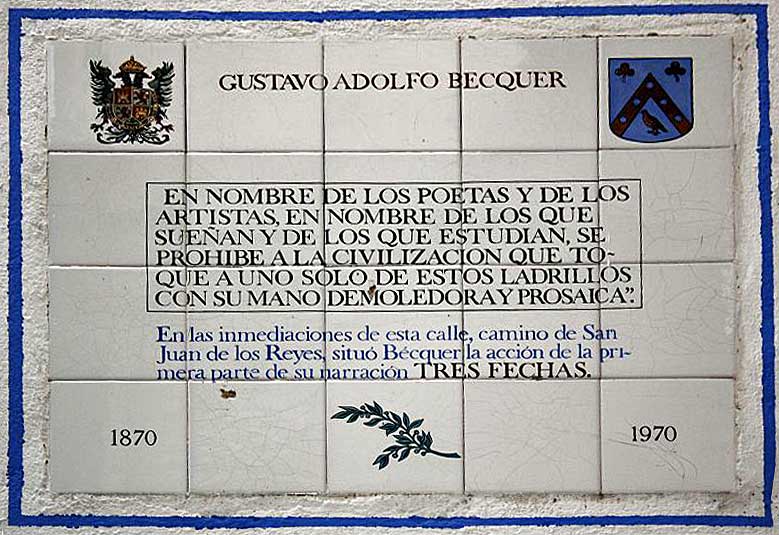 GUSTAVO ADOLFO BECQUER
EN NOMBRE DE LOS POETAS Y DE LOS
ARTISTAS, EN NOMBRE DE LOS QUE
SUEÑAN Y DE LOS QUE ESTUDIAN, SE
PROHIBE A LA CIVILIZACION QUE TO-
QUE A UNO SOLO DE ESTOS LADRILLOS
CON SU MANO DEMOLEDORA Y PROSAICA".
En las inmediaciones de esta calle, camino de San
Juan de los Reyes, situó Bécquer la acción de la pri-
mera parte de su narración TRES FECHAS.
1870
1970